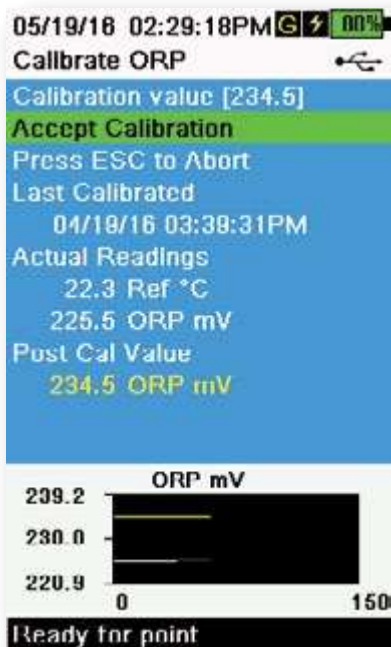 05/19/16 02:29:18PM G
Calibrate ORP
Calibration value [234.5]
Accept Calibration
Press ESC to Abort
Last Calibrated
04/19/16 03:39:31PM
Actual Readings
22.3 Ref °C
225.5 ORP mV
Post Cal Value
234.5 ORP mV
ORP mV
239.2
230.0
220.9
0 150
Ready for point